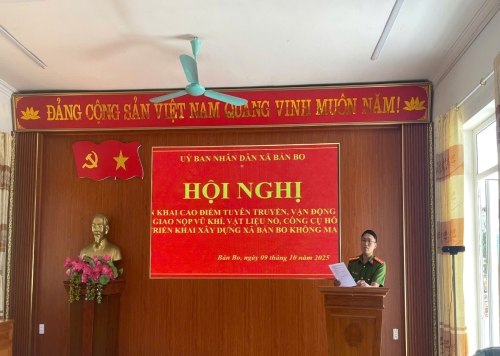 ĐẢNG CỘNG SẢN VIỆT NAM QUANG VINH MUÔN NĂM!
UỶ BAN NHÂN DÂN XÃ BẢN BO
HỘI NGHỊ
KHAI CAO ĐIỂM TUYÊN TRUYỀN, VẬN ĐỘNG
GIAO NỘP VŨ KHÍ, VẬT LIỆU NỔ, CÔNG CỤ HỖ
RIỂN KHAI XÂY DỰNG XÃ BẢN BO KHÔNG MA
Bản Bo, ngày 09 tháng 10 năm 2025